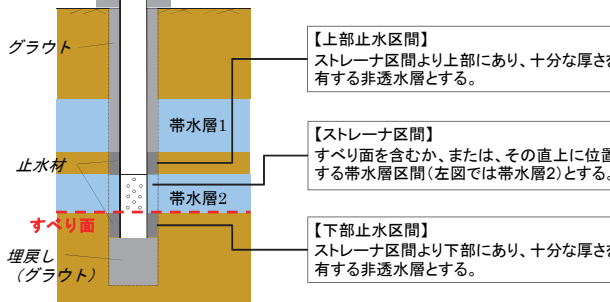 グラウト
帯水層1
止水材
帯水層2
すべり面
埋戻し
（グラウト）
【上部止水区間】
ストレーナ区間より上部にあり、十分な厚さを
有する非透水層とする。
【ストレーナ区間】
すべり面を含むか、または、その直上に位置
する帯水層区間（左図では帯水層2）とする。
【下部止水区間】
ストレーナ区間より下部にあり、十分な厚さを
有する非透水層とする。